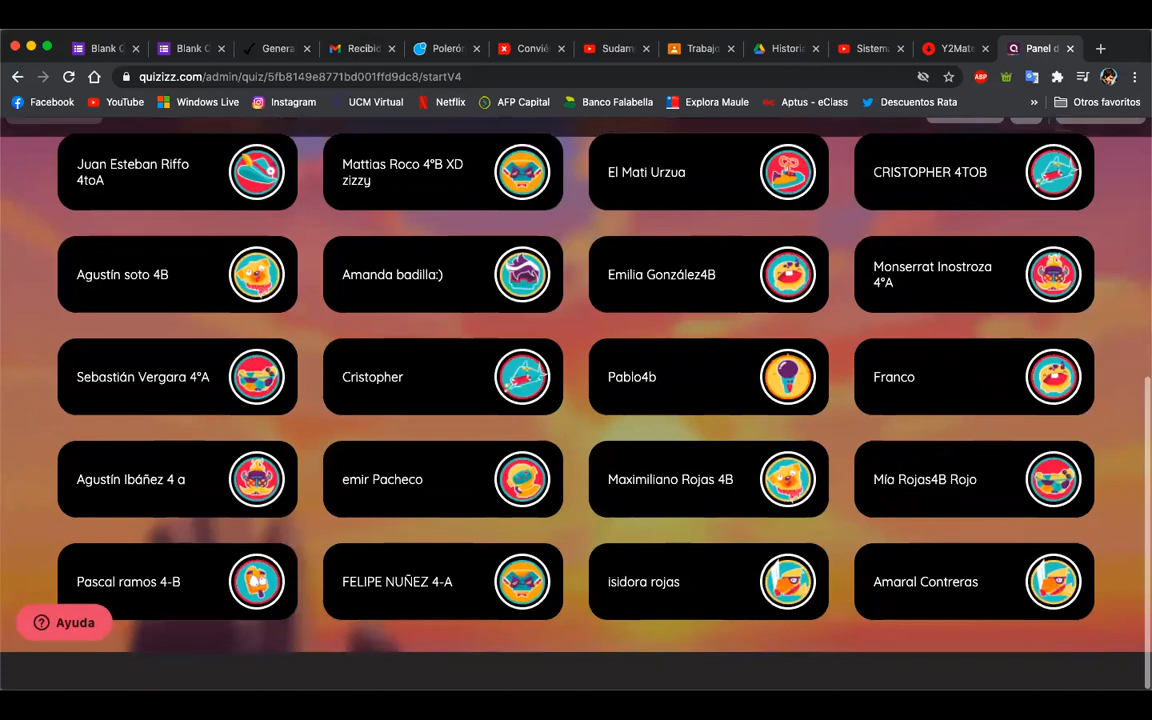 Blank Q
Blank Q
Genera
Recibid
Polerón
Convié
Sudam
Trabajo
Historia
Sistem
Y2Mate
Panel d
quizizz.com/admin/quiz/5fb8149e8771bd001ffd9dc8/startV4
ABP
Facebook
YouTube
Windows Live
Instagram
UCM Virtual
Netflix
AFP Capital
Banco Falabella
Explora Maule
Aptus - eClass
Descuentos Rata
»
Otros favoritos
Juan Esteban Riffo
4toA
Mattias Roco 4°B XD
zizzy
El Mati Urzua
CRISTOPHER 4TOB
Agustín soto 4B
Amanda badilla:)
Emilia González4B
Monserrat Inostroza
4°A
Sebastián Vergara 4°A
Cristopher
Pablo4b
Franco
Agustín Ibáñez 4 a
emir Pacheco
Maximiliano Rojas 4B
Mía Rojas4B Rojo
Pascal ramos 4-B
FELIPE NUÑEZ 4-A
isidora rojas
Amaral Contreras
Ayuda